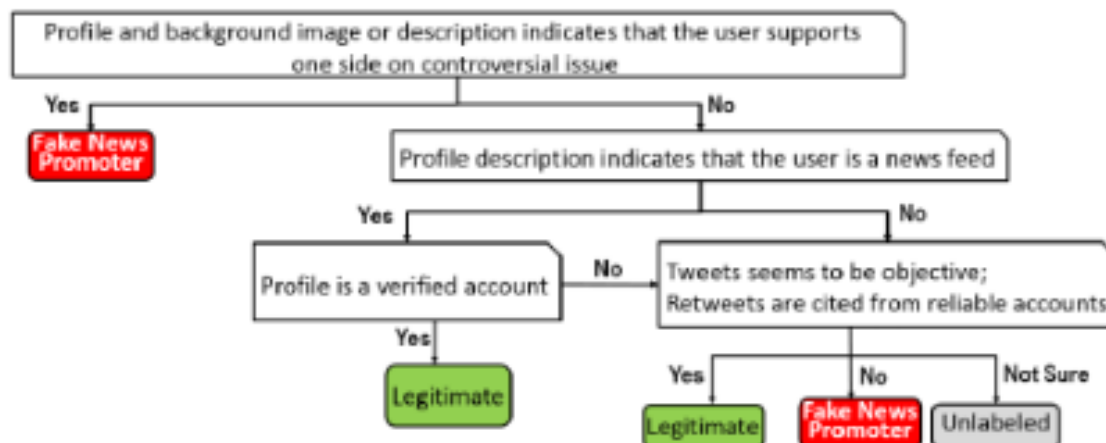 Profile and background image or description indicates that the user supports
one side on controversial issue
Yes
No
Fake News
Promoter
Profile description indicates that the user is a news feed
Yes
No
Profile is a verified account
No
Tweets seems to be objective;
Retweets are cited from reliable accounts
Yes
Legitimate
Yes
No
Not Sure
Legitimate
Fake News
Promoter
Unlabeled